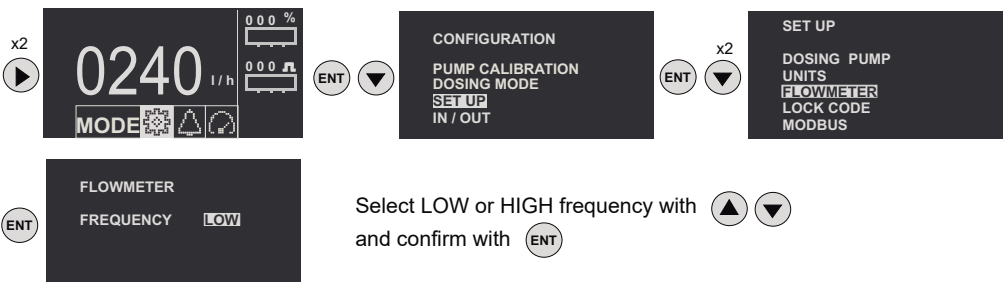 x2
000 %
0240 l/h
000
MODE
ENT
CONFIGURATION
PUMP CALIBRATION
DOSING MODE
SET UP
IN / OUT
x2
ENT
SET UP
DOSING PUMP
UNITS
FLOWMETER
LOCK CODE
MODBUS
ENT
FLOWMETER
FREQUENCY LOW
Select LOW or HIGH frequency with
and confirm with ENT